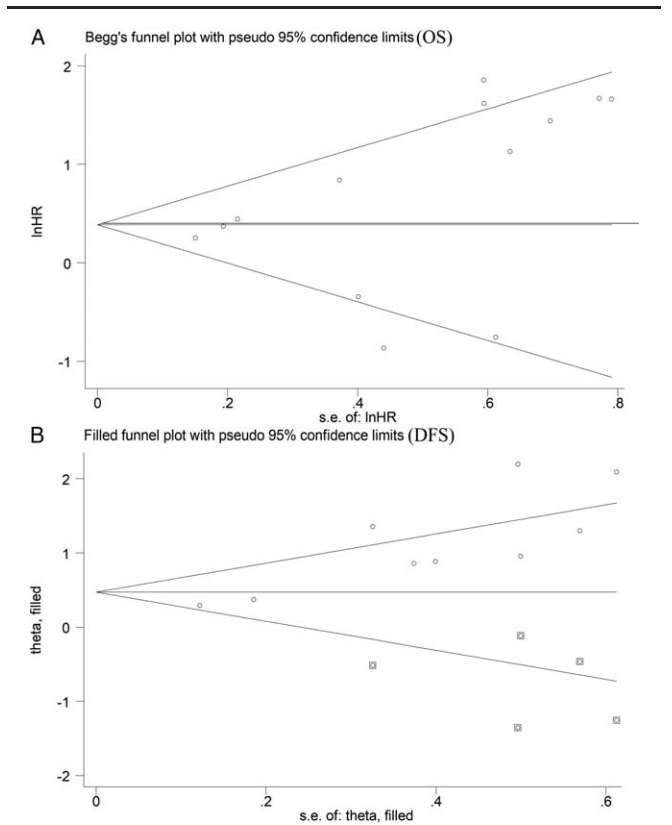 A Begg's funnel plot with pseudo 95% confidence limits (OS)
2
1
0
-1
lnHR
0 .2 .4 .6 .8
s.e. of: lnHR
B Filled funnel plot with pseudo 95% confidence limits (DFS)
2
1
0
-1
-2
theta, filled
0 .2 .4 .6
s.e. of: theta, filled